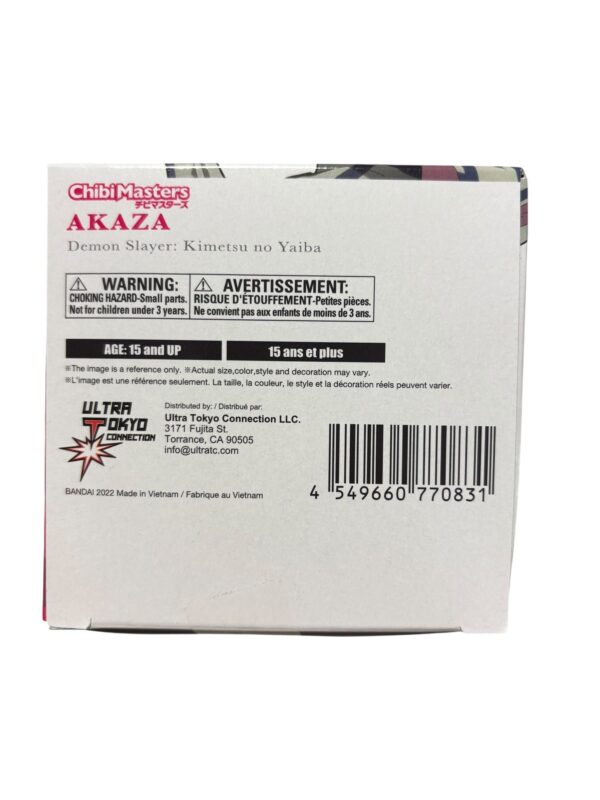 ChibiMasters
チビマスターズ
AKAZA
Demon Slayer: Kimetsu no Yaiba
⚠ WARNING:
CHOKING HAZARD-Small parts.
Not for children under 3 years.
⚠ AVERTISSEMENT:
RISQUE D'ÉTOUFFEMENT-Petites pièces.
Ne convient pas aux enfants de moins de 3 ans.
AGE: 15 and UP
15 ans et plus
※The image is a reference only. ※Actual size,color,style and decoration may vary.
※L'image est une référence seulement. La taille, la couleur, le style et la décoration réels peuvent varier.
ULTRA
TOKYO
CONNECTION
Distributed by: / Distribué par:
Ultra Tokyo Connection LLC.
3171 Fujita St.
Torrance, CA 90505
info@ultratc.com
BANDAI 2022 Made in Vietnam / Fabrique au Vietnam
4 549660 770831